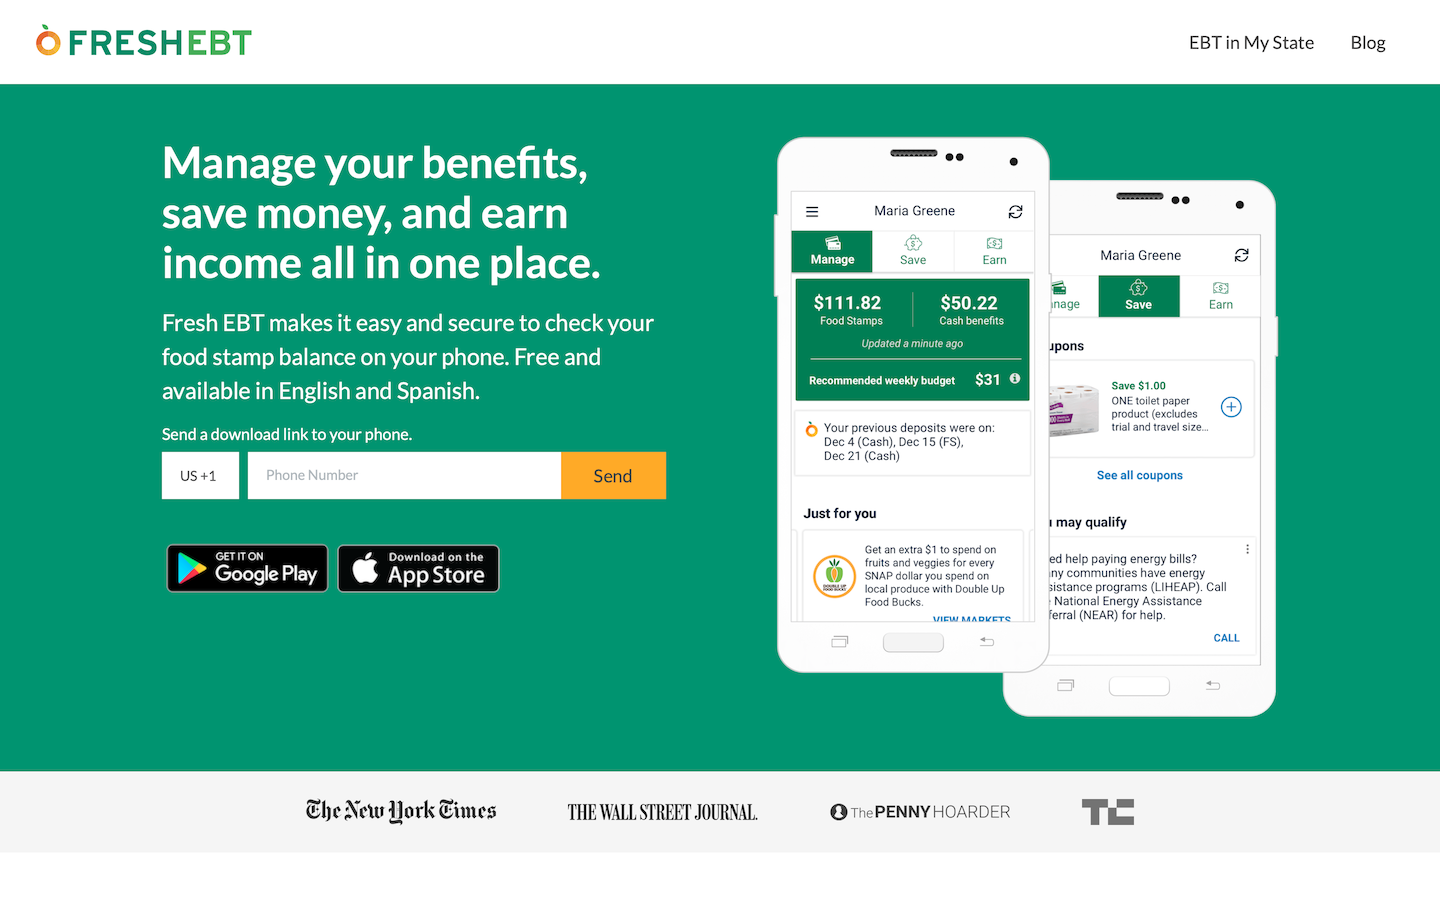 FRESHEBT
EBT in My State
Blog
Manage your benefits,
save money, and earn
income all in one place.
Fresh EBT makes it easy and secure to check your
food stamp balance on your phone. Free and
available in English and Spanish.
Send a download link to your phone.
US +1
Phone Number
Send
GET IT ON
Google Play
Download on the
App Store
Maria Greene
Manage
Save
Earn
$111.82
Food Stamps
$50.22
Cash benefits
Updated a minute ago
Recommended weekly budget
$31
Your previous deposits were on:
Dec 4 (Cash), Dec 15 (FS),
Dec 21 (Cash)
Just for you
DOUBLE UP
FOOD BUCKS
Get an extra $1 to spend on
fruits and veggies for every
SNAP dollar you spend on
local produce with Double Up
Food Bucks.
VIEW MARKETS
Maria Greene
nage
Save
Earn
upons
Save $1.00
ONE toilet paper
product (excludes
trial and travel size...
See all coupons
may qualify
ed help paying energy bills?
ny communities have energy
sistance programs (LIHEAP). Call
National Energy Assistance
ferral (NEAR) for help.
CALL
The New York Times
THE WALL STREET JOURNAL.
The PENNY HOARDER
TC